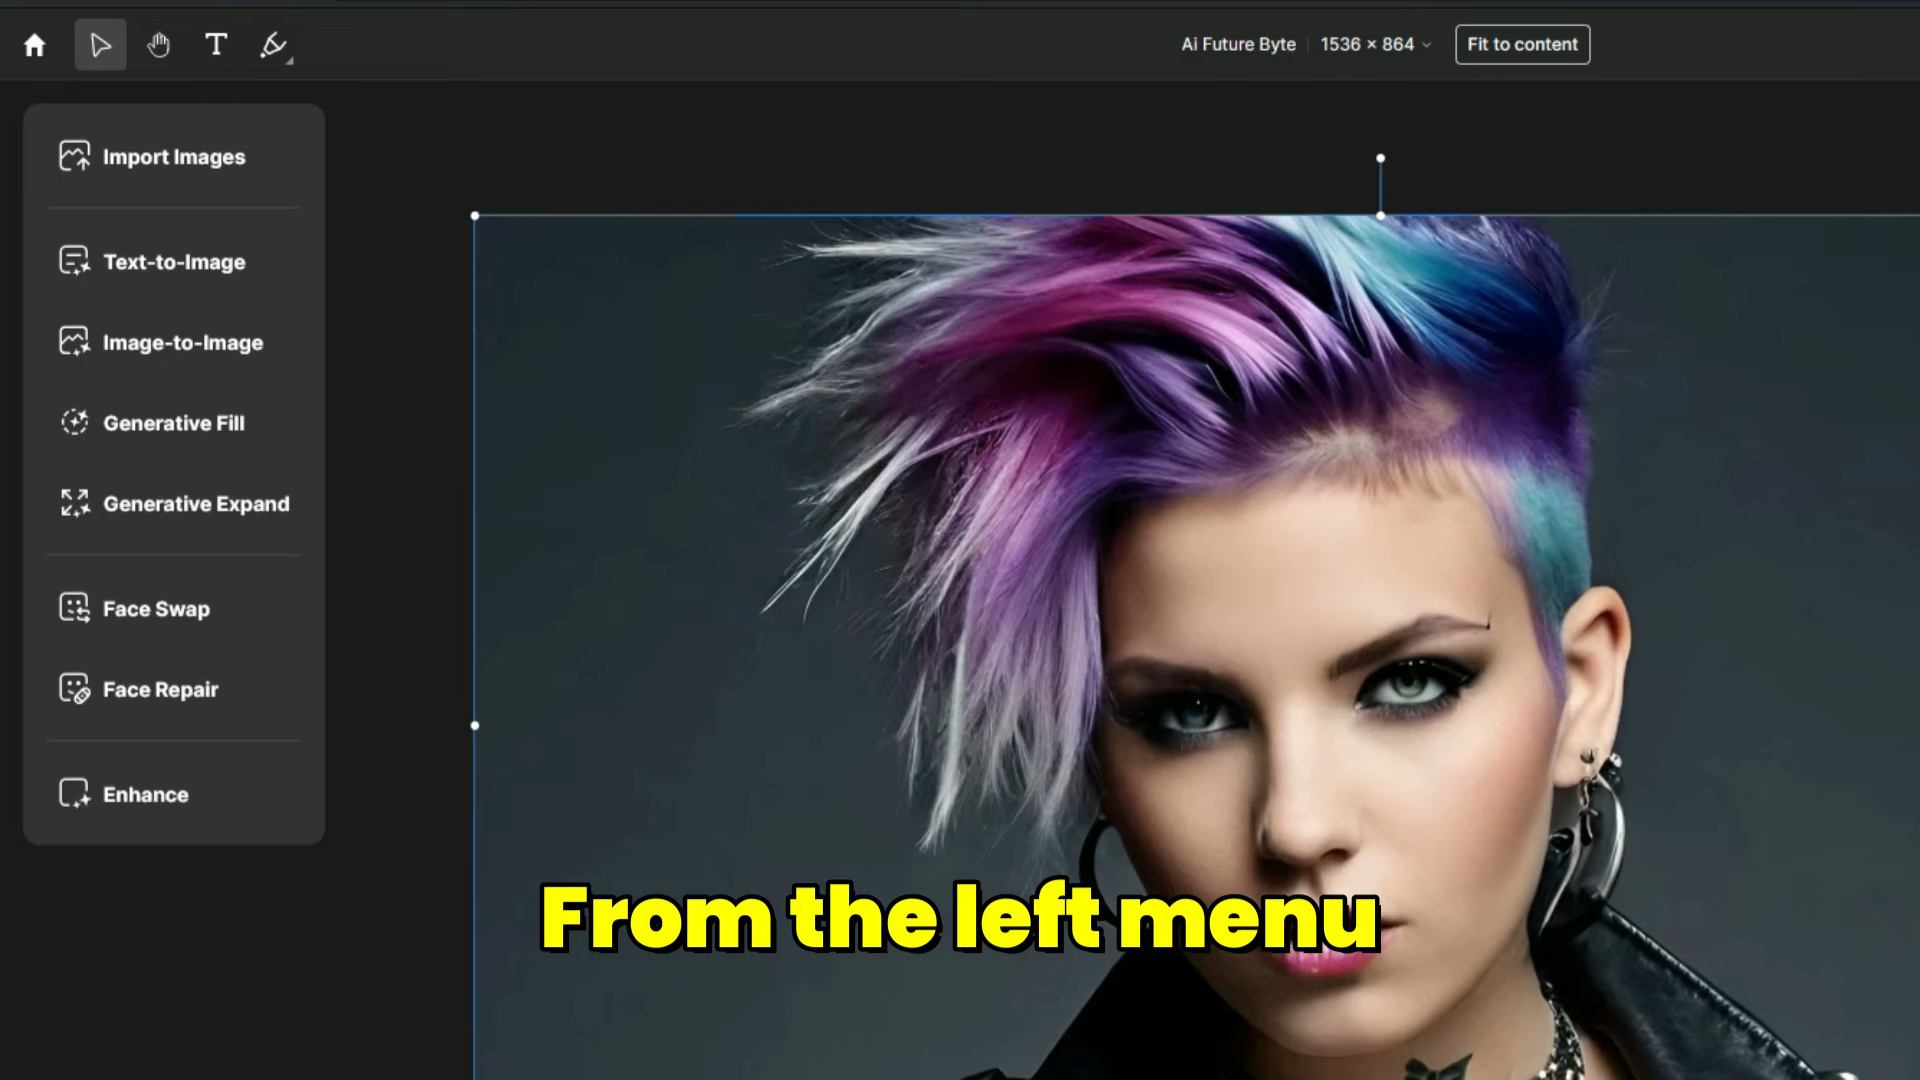 Ai Future Byte
1536 × 864
Fit to content
Import Images
Text-to-Image
Image-to-Image
Generative Fill
Generative Expand
Face Swap
Face Repair
Enhance
From the left menu